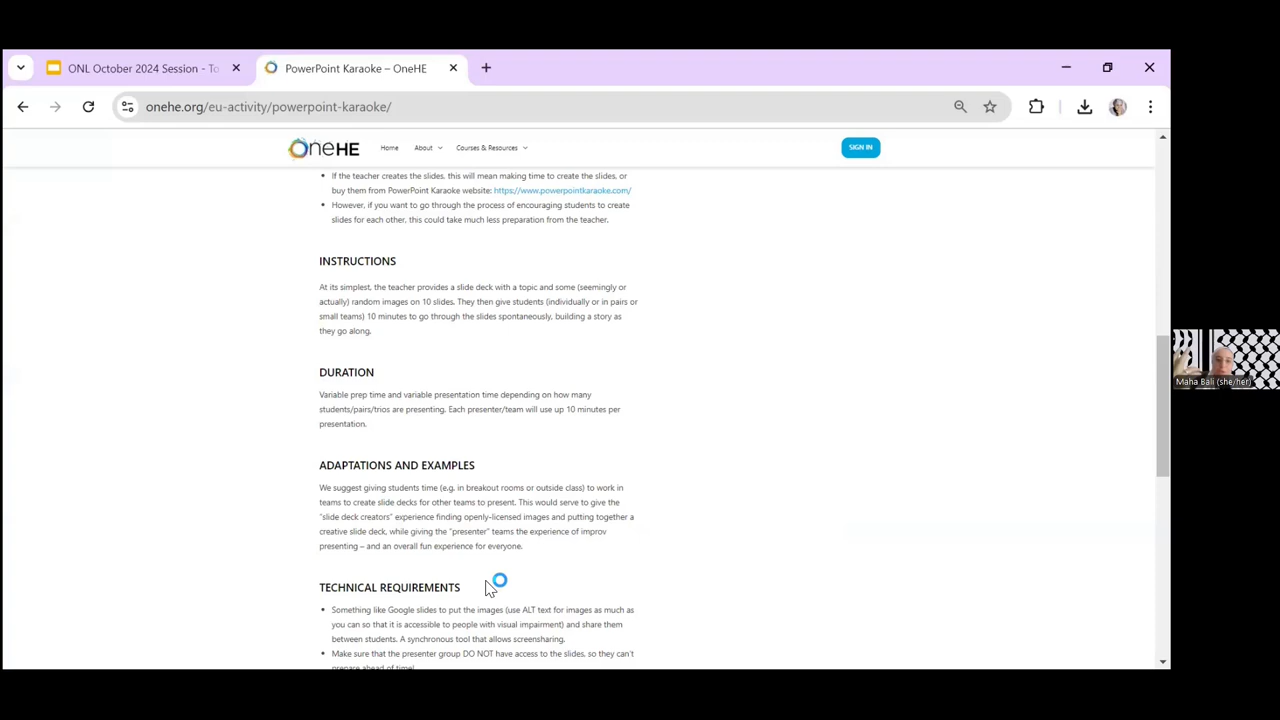 ONL October 2024 Session - To
PowerPoint Karaoke – OneHE
onehe.org/eu-activity/powerpoint-karaoke/
OneHE
Home
About
Courses & Resources
SIGN IN
If the teacher creates the slides, this will mean making time to create the slides, or
buy them from PowerPoint Karaoke website: https://www.powerpointkaraoke.com/
However, if you want to go through the process of encouraging students to create
slides for each other, this could take much less preparation from the teacher.
INSTRUCTIONS
At its simplest, the teacher provides a slide deck with a topic and some (seemingly or
actually) random images on 10 slides. They then give students (individually or in pairs or
small teams) 10 minutes to go through the slides spontaneously, building a story as
they go along.
DURATION
Variable prep time and variable presentation time depending on how many
students/pairs/trios are presenting. Each presenter/team will use up 10 minutes per
presentation.
ADAPTATIONS AND EXAMPLES
We suggest giving students time (e.g. in breakout rooms or outside class) to work in
teams to create slide decks for other teams to present. This would serve to give the
“slide deck creators” experience finding openly-licensed images and putting together a
creative slide deck, while giving the “presenter” teams the experience of improv
presenting – and an overall fun experience for everyone.
TECHNICAL REQUIREMENTS
Something like Google slides to put the images (use ALT text for images as much as
you can so that it is accessible to people with visual impairment) and share them
between students. A synchronous tool that allows screensharing.
Make sure that the presenter group DO NOT have access to the slides, so they can't
prepare ahead of time!
Maha Bali (she/her)